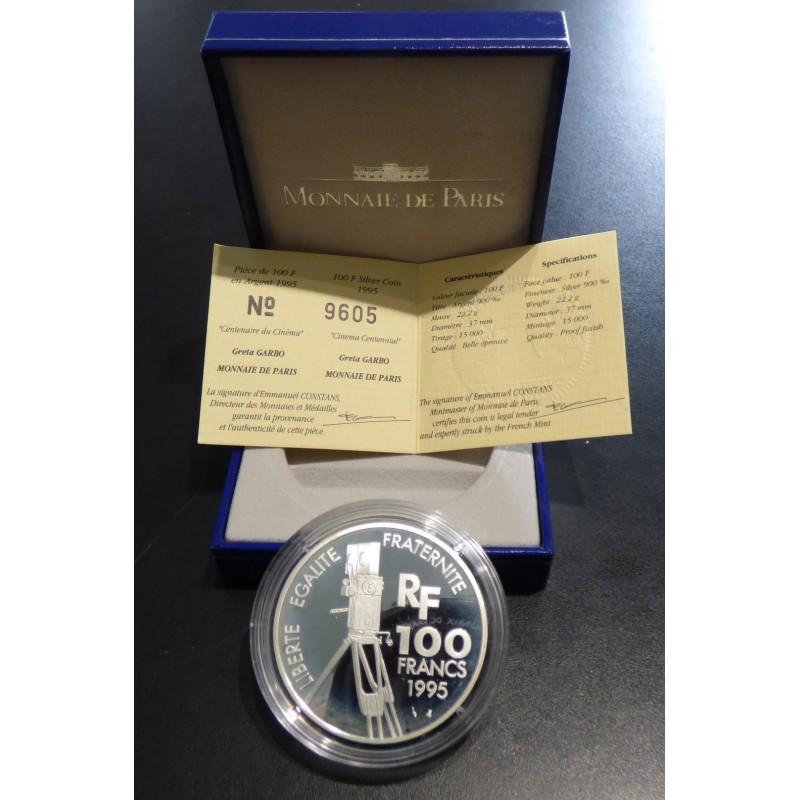 MONNAIE DE PARIS
Pièce de 100 F
en Argent 1995
100 F Silver Coin
1995
Nº 9605
"Centenaire du Cinéma"
"Cinema Centennial"
Greta GARBO
Greta GARBO
MONNAIE DE PARIS
MONNAIE DE PARIS
La signature d'Emmanuel CONSTANS,
Directeur des Monnaies et Médailles
garantit la provenance
et l'authenticité de cette pièce.
Caractéristiques
Valeur faciale : 100 F
Titre : Argent 900 ‰
Masse : 22,2 g
Diamètre : 37 mm
Tirage : 15 000
Qualité : Belle épreuve
Specifications
Face value : 100 F
Fineness : Silver 900 ‰
Weight : 22,2 g
Diameter : 37 mm
Mintage : 15 000
Quality : Proof finish
The signature of Emmanuel CONSTANS
Mintmaster of Monnaie de Paris,
certifies this coin is legal tender
and expertly struck by the French Mint.
LIBERTE EGALITE FRATERNITE
RF
100
FRANCS
1995